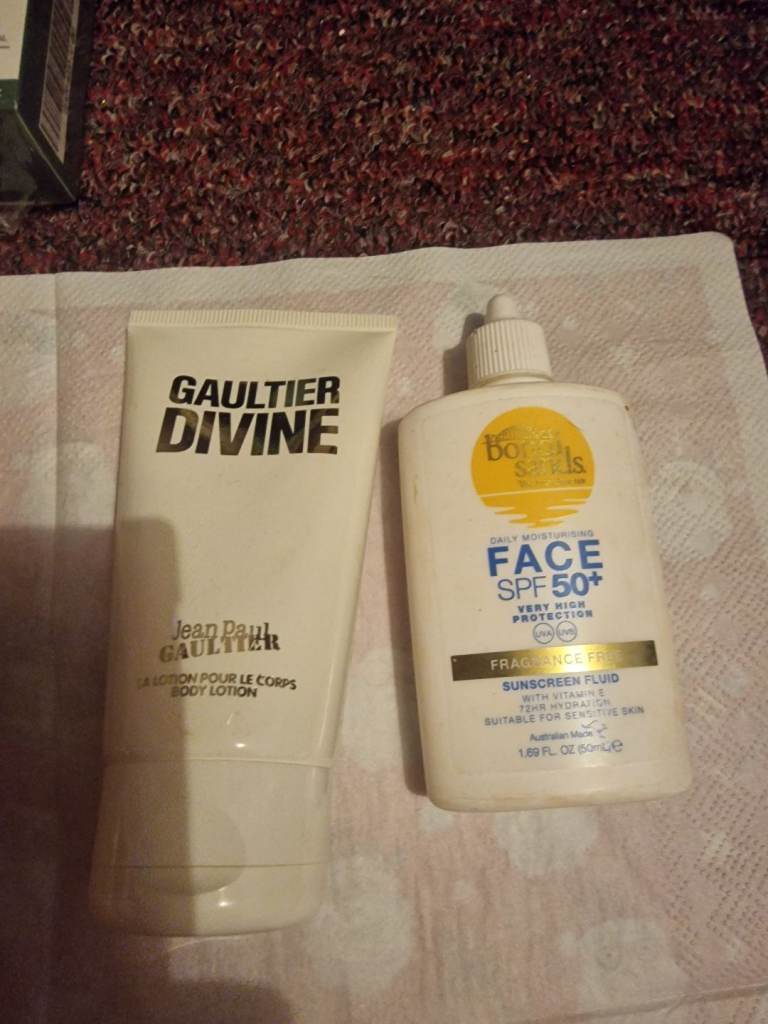 GAULTIER
DIVINE
Jean Paul
GAULTIER
LA LOTION POUR LE CORPS
BODY LOTION
bondi
sands
DAILY MOISTURISING
FACE
SPF 50+
VERY HIGH
PROTECTION
UVA UVB
FRAGRANCE FREE
SUNSCREEN FLUID
WITH VITAMIN E
72HR HYDRATION
SUITABLE FOR SENSITIVE SKIN
Australian Made
1.69 FL. OZ (50mL) e